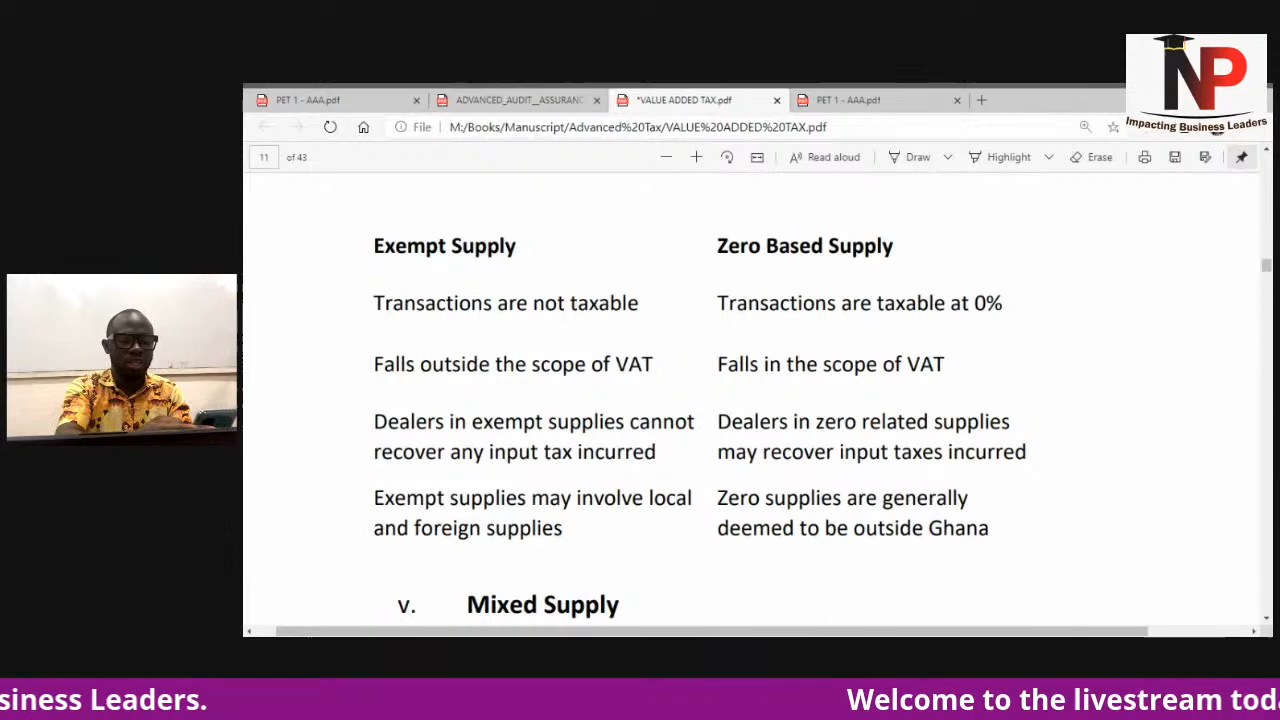 NP
Impacting Business Leaders
PET 1 - AAA.pdf
ADVANCED_AUDIT__ASSURANC
*VALUE ADDED TAX.pdf
PET 1 - AAA.pdf
File
M:/Books/Manuscript/Advanced%20Tax/VALUE%20ADDED%20TAX.pdf
11 of 43
Read aloud
Draw
Highlight
Erase
Exempt Supply
Zero Based Supply
Transactions are not taxable
Transactions are taxable at 0%
Falls outside the scope of VAT
Falls in the scope of VAT
Dealers in exempt supplies cannot
recover any input tax incurred
Dealers in zero related supplies
may recover input taxes incurred
Exempt supplies may involve local
and foreign supplies
Zero supplies are generally
deemed to be outside Ghana
v. Mixed Supply
siness Leaders.
Welcome to the livestream toda